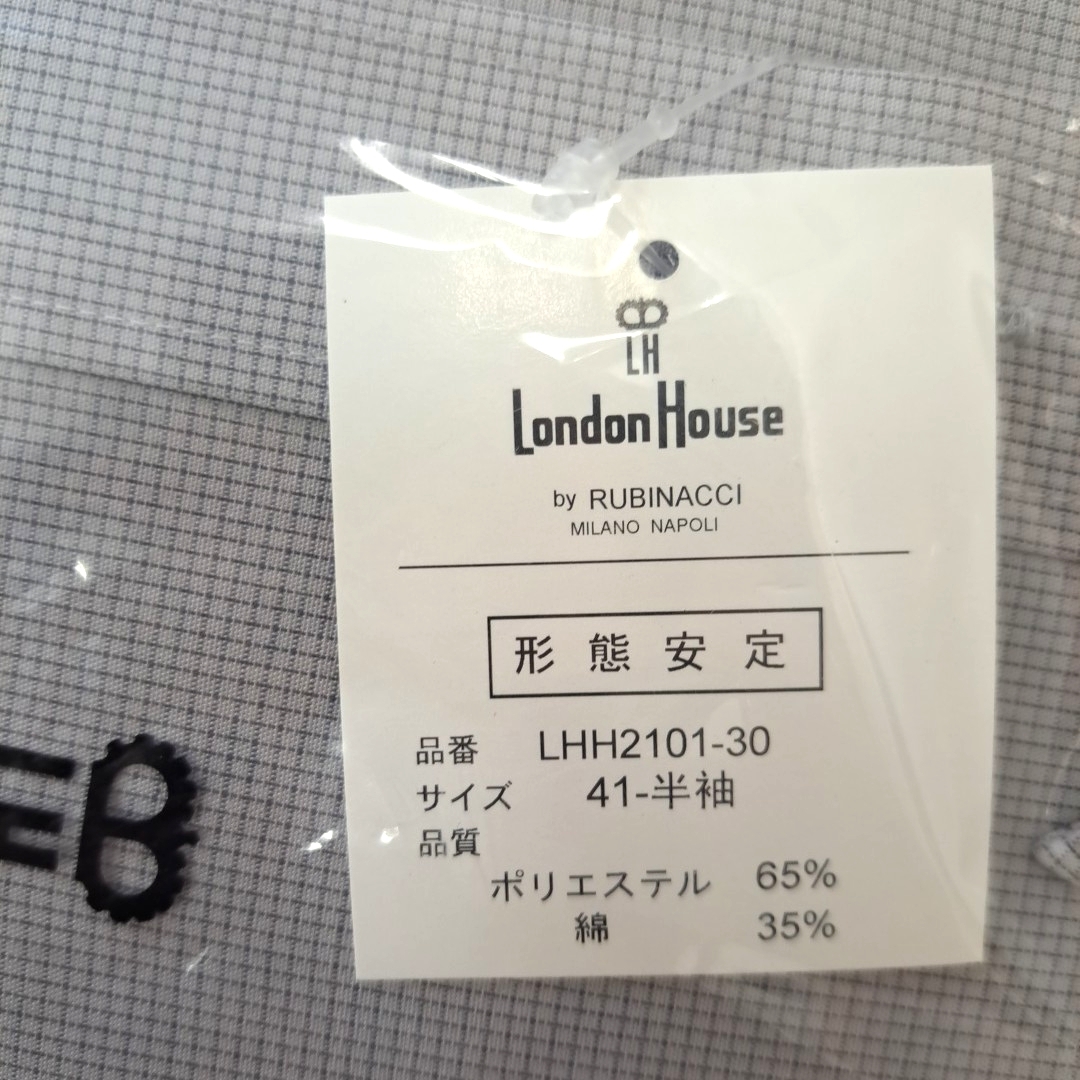 LH
London House
by RUBINACCI
MILANO NAPOLI
形態安定
品番 LHH2101-30
サイズ 41-半袖
品質
ポリエステル 65%
綿 35%
E